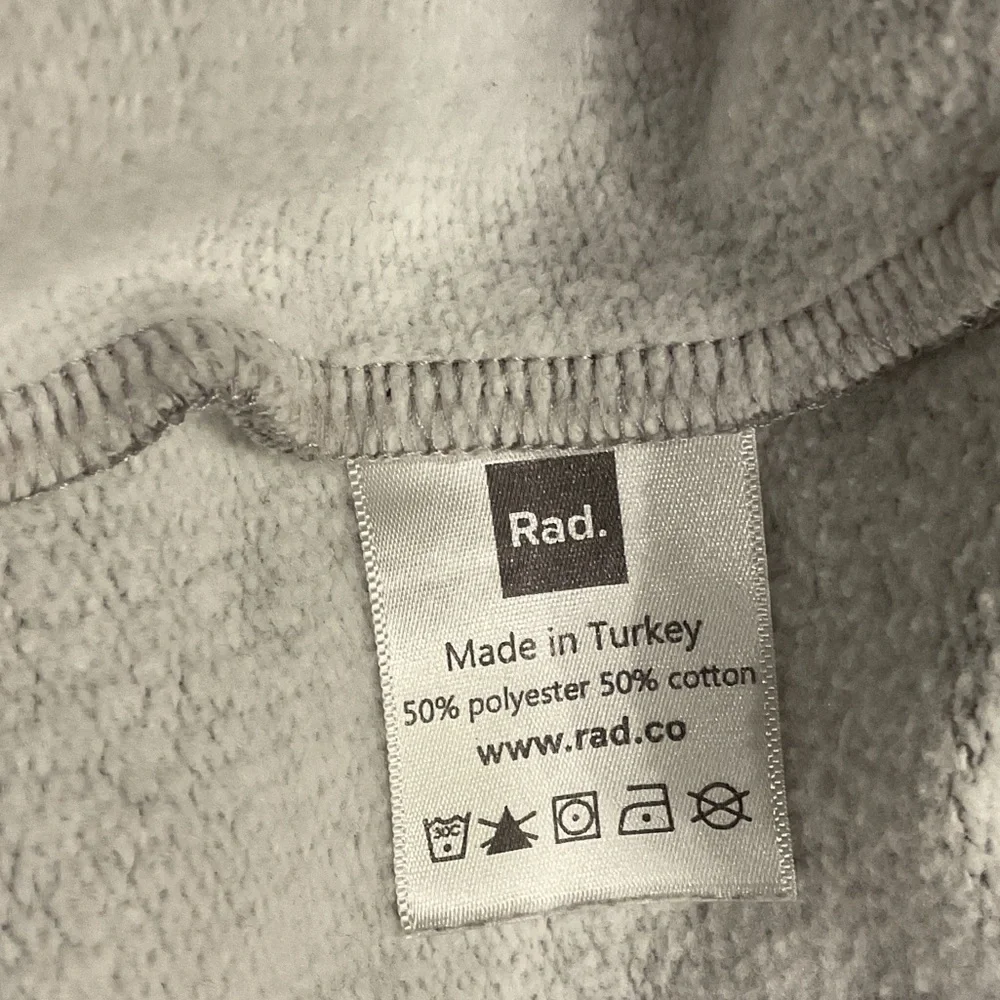 Rad.
Made in Turkey
50% polyester 50% cotton
www.rad.co
30C